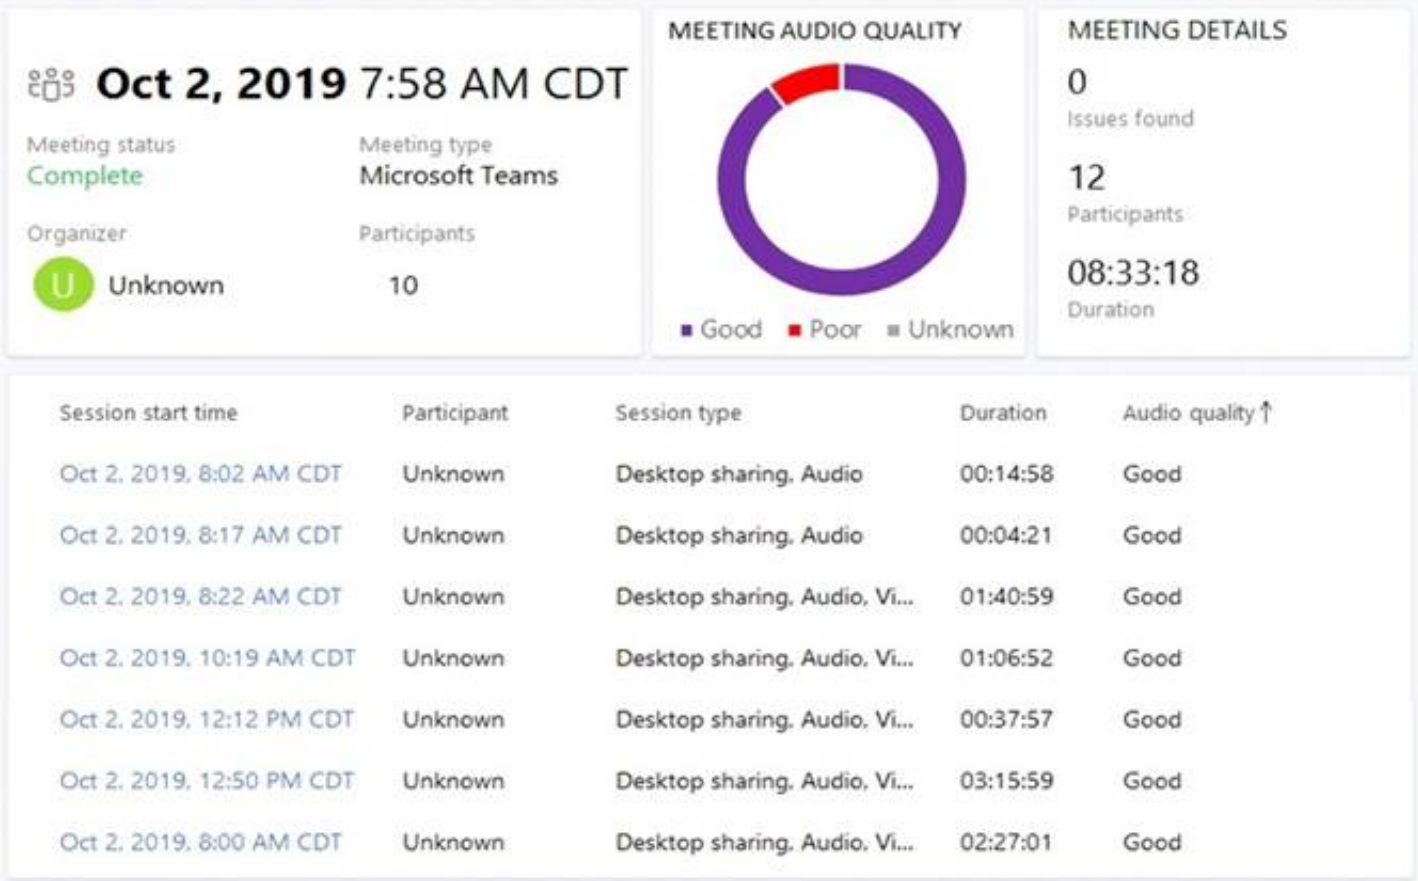 Oct 2, 2019 7:58 AM CDT
Meeting status
Complete
Meeting type
Microsoft Teams
Organizer
U Unknown
Participants
10
MEETING AUDIO QUALITY
Good Poor Unknown
MEETING DETAILS
0
Issues found
12
Participants
08:33:18
Duration
Session start time Participant Session type Duration Audio quality↑
Oct 2, 2019, 8:02 AM CDT Unknown Desktop sharing, Audio 00:14:58 Good
Oct 2, 2019, 8:17 AM CDT Unknown Desktop sharing, Audio 00:04:21 Good
Oct 2, 2019, 8:22 AM CDT Unknown Desktop sharing, Audio, Vi... 01:40:59 Good
Oct 2, 2019, 10:19 AM CDT Unknown Desktop sharing, Audio, Vi... 01:06:52 Good
Oct 2, 2019, 12:12 PM CDT Unknown Desktop sharing, Audio, Vi... 00:37:57 Good
Oct 2, 2019, 12:50 PM CDT Unknown Desktop sharing, Audio, Vi... 03:15:59 Good
Oct 2, 2019, 8:00 AM CDT Unknown Desktop sharing, Audio, Vi... 02:27:01 Good